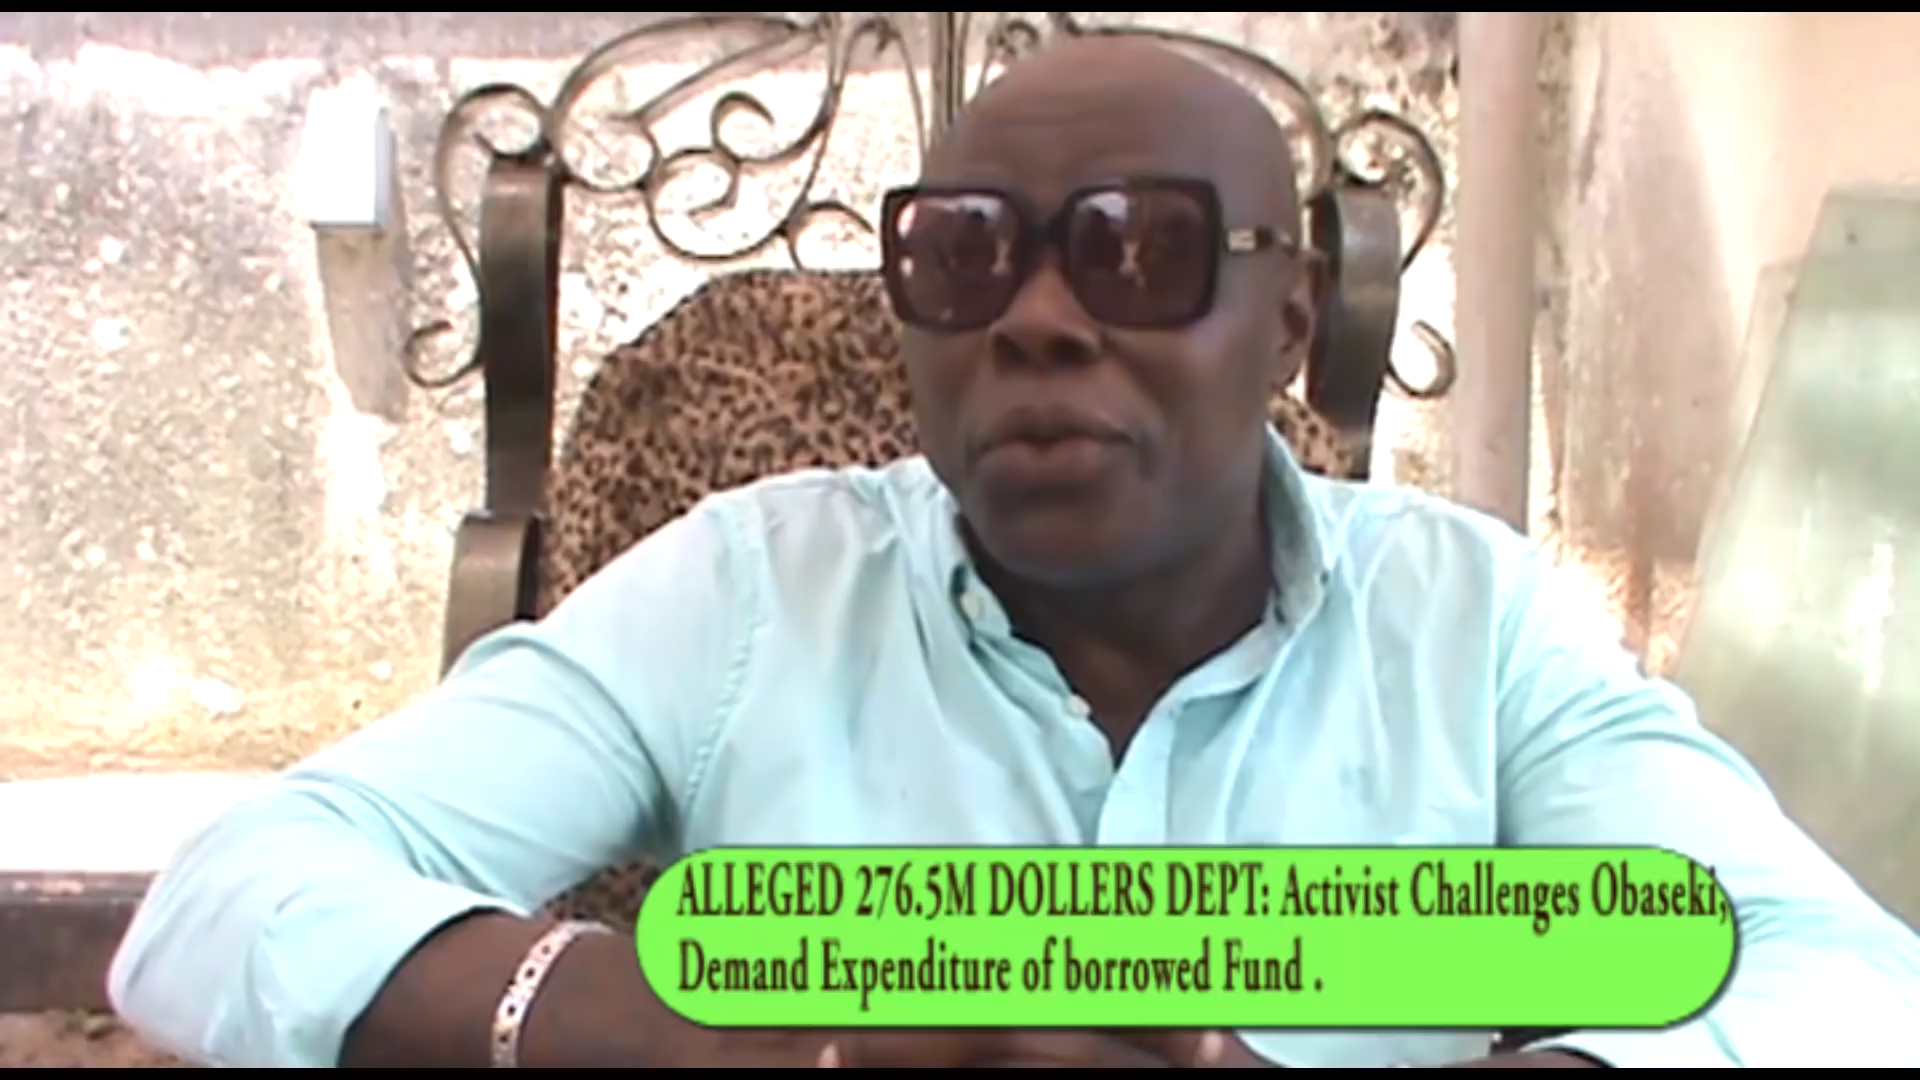 ALLEGED 276.5M DOLLERS DEPT: Activist Challenges Obaseki,
Demand Expenditure of borrowed Fund .